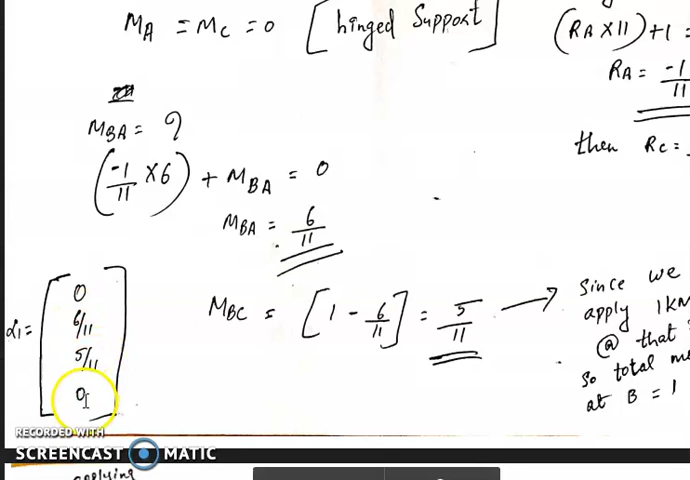 MA = MC = 0 [hinged Support]
(RA X 11) + 1 =
RA = -1/11
then RC =
MBA = ?
(-1/11 X 6) + MBA = 0
MBA = 6/11
α1 = [0
6/11
5/11
0]
MBC = [1 - 6/11] = 5/11 →
Since we
apply 1KN
@ that
So total m
at B = 1
RECORDED WITH
SCREENCAST MATIC
applying